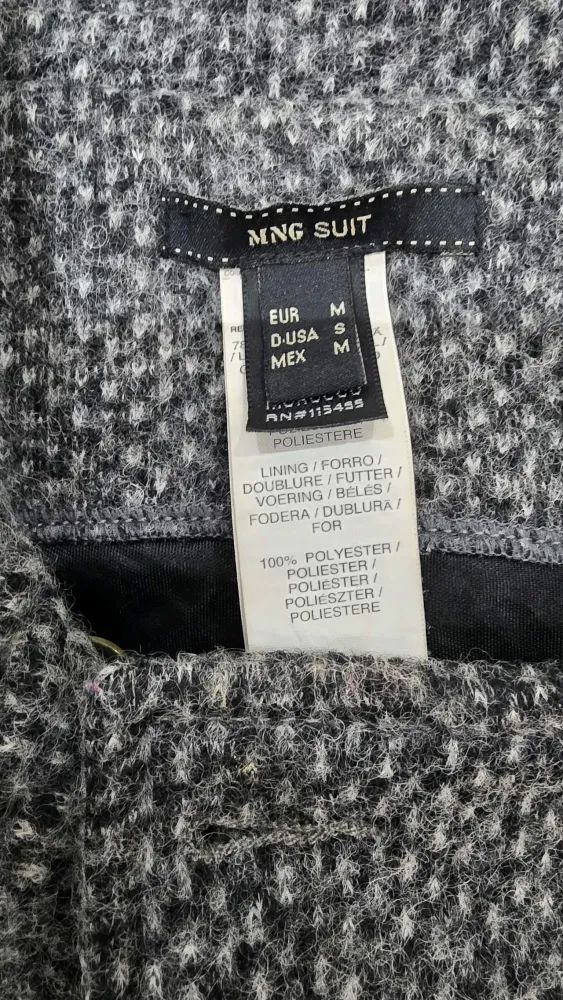 MNG SUIT
EUR M
D·USA S
MEX M
MOROCCO
RN#115495
POLIESTERE
LINING / FORRO /
DOUBLURE / FUTTER /
VOERING / BÉLÉS /
FODERA / DUBLURĂ /
FOR
100% POLYESTER /
POLIESTER /
POLIÉSTER /
POLIÉSZTER /
POLIESTERE